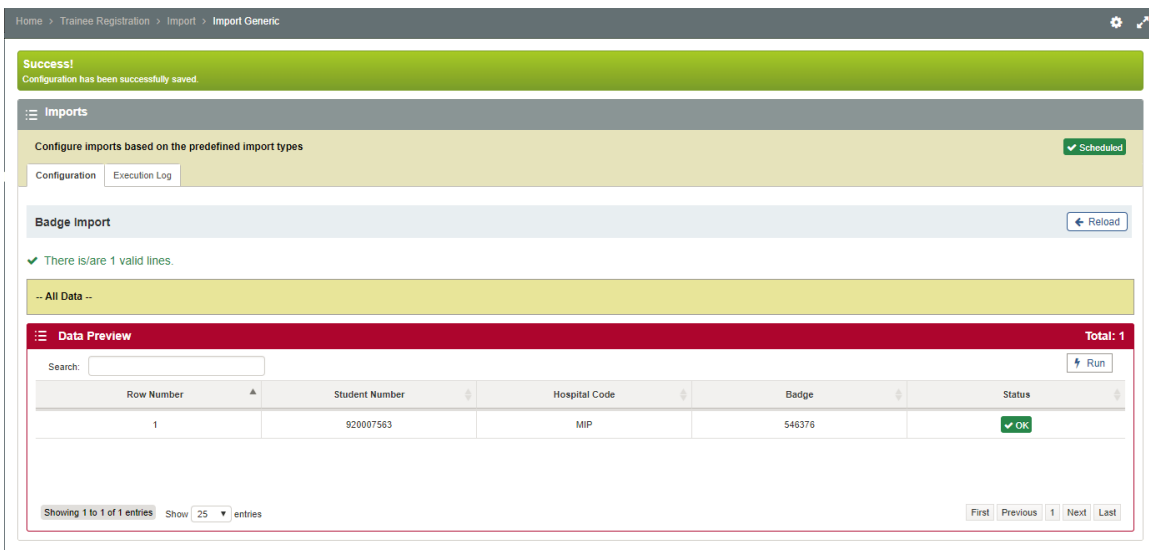 Home > Trainee Registration > Import > Import Generic
Success!
Configuration has been successfully saved.
Imports
Configure imports based on the predefined import types
Scheduled
Configuration Execution Log
Badge Import
Reload
There is/are 1 valid lines.
-- All Data --
Data Preview Total: 1
Search:
Run
Row Number Student Number Hospital Code Badge Status
1 920007563 MIP 546376 OK
Showing 1 to 1 of 1 entries Show 25 entries First Previous 1 Next Last